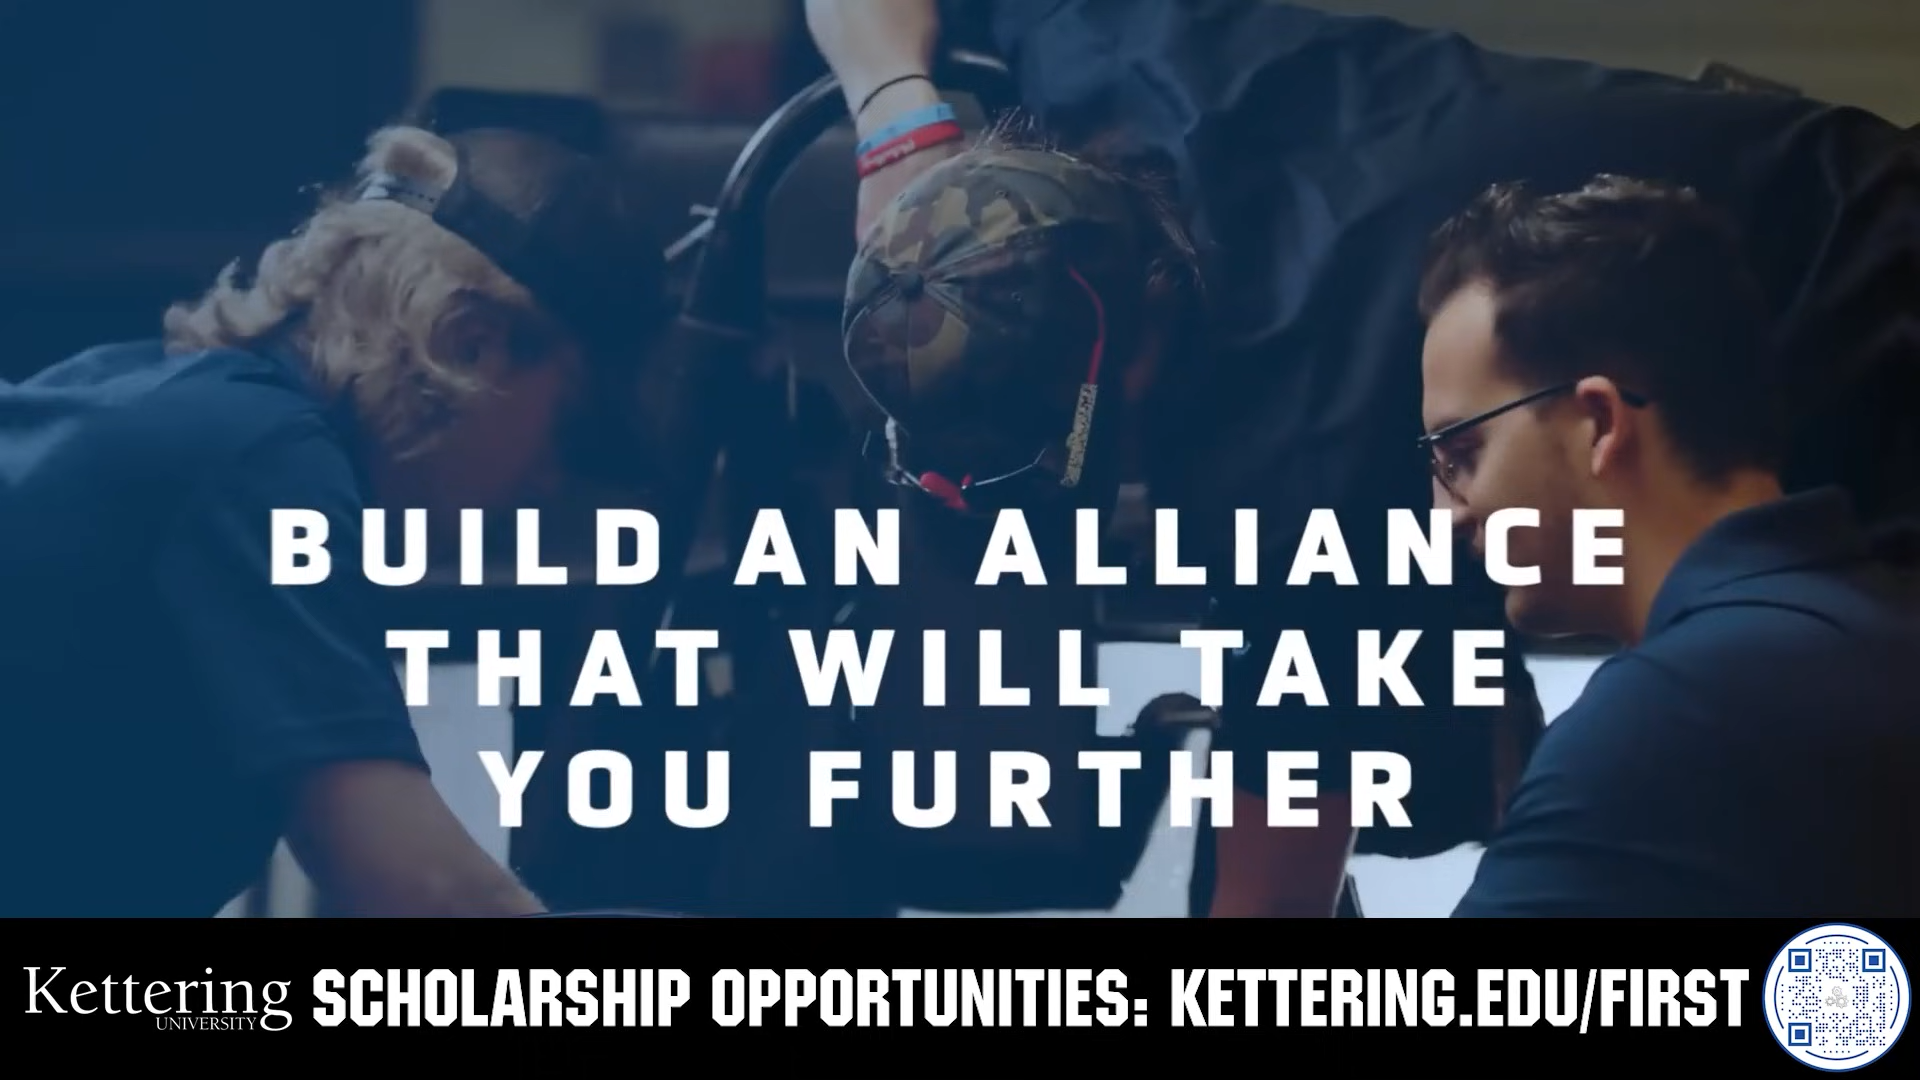 BUILD AN ALLIANCE
THAT WILL TAKE
YOU FURTHER
Kettering
UNIVERSITY
SCHOLARSHIP OPPORTUNITIES: KETTERING.EDU/FIRST